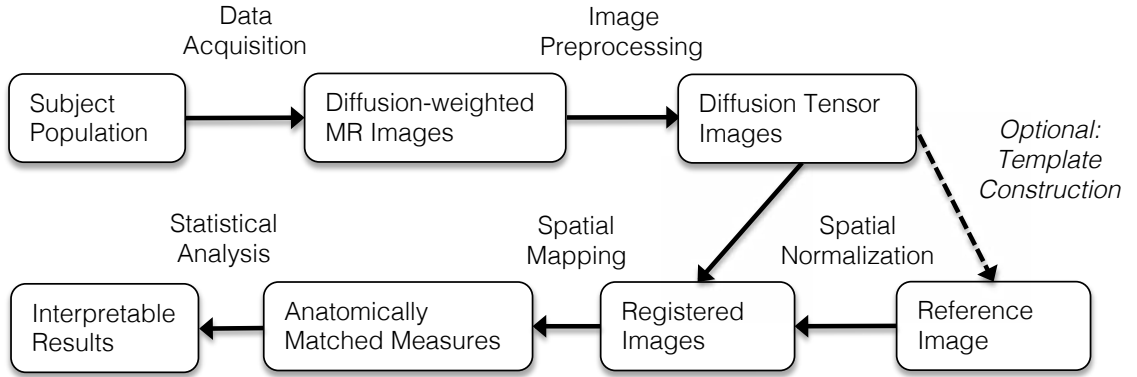 Data
Acquisition
Image
Preprocessing
Subject
Population
Diffusion-weighted
MR Images
Diffusion Tensor
Images
Optional:
Template
Construction
Statistical
Analysis
Spatial
Mapping
Spatial
Normalization
Interpretable
Results
Anatomically
Matched Measures
Registered
Images
Reference
Image